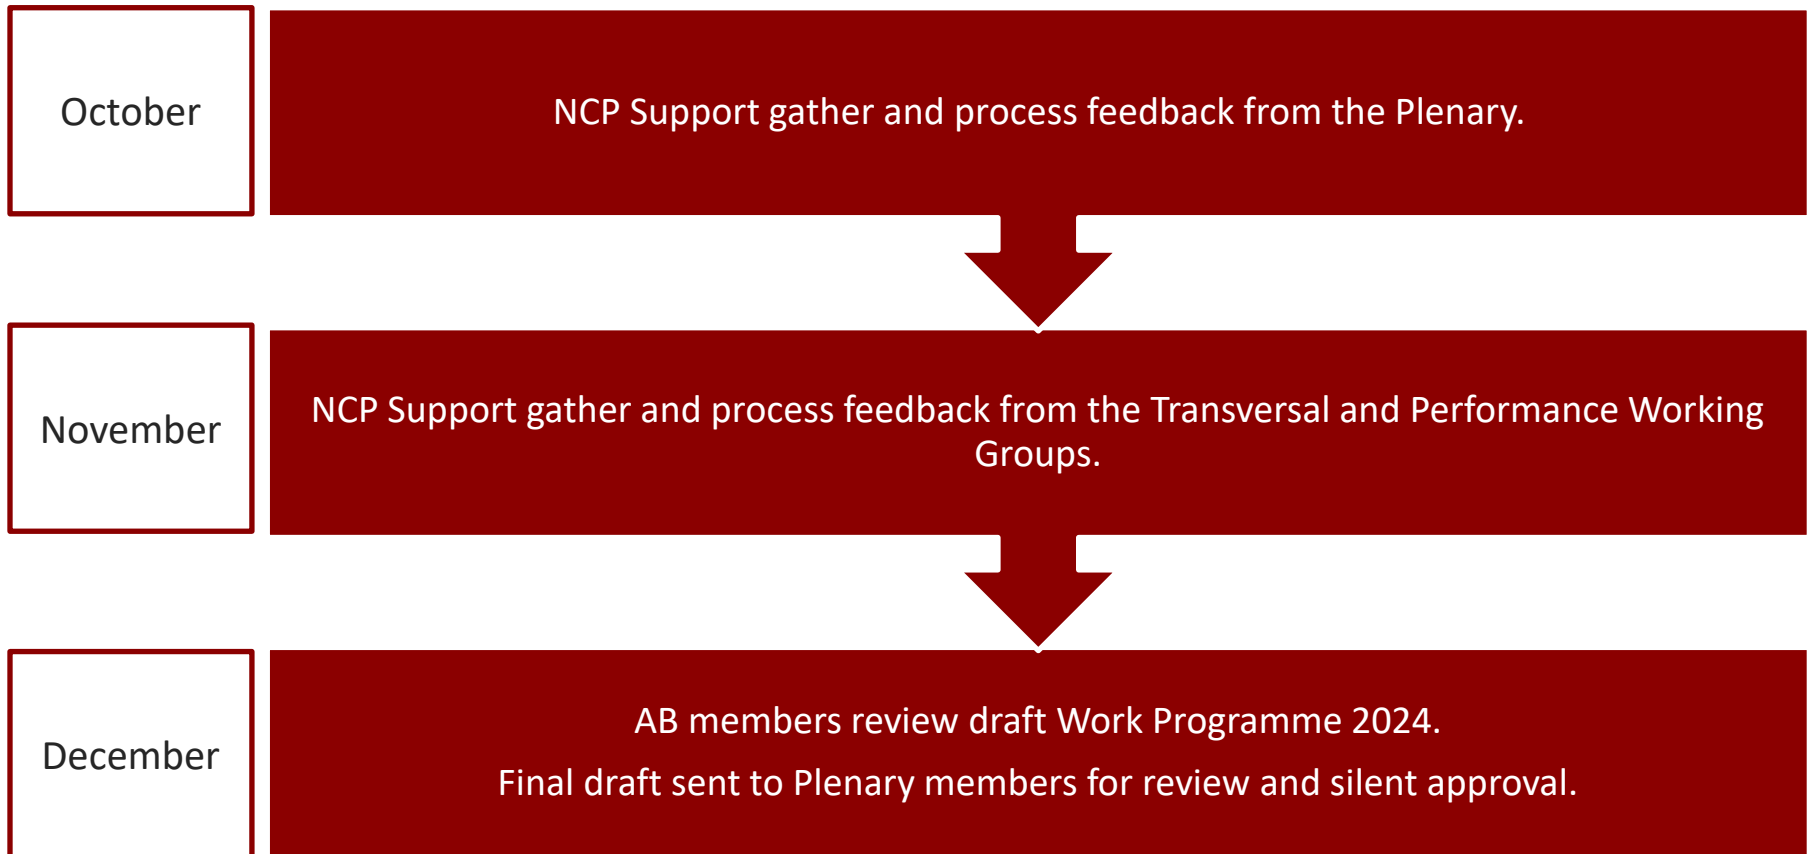 October
NCP Support gather and process feedback from the Plenary.
November
NCP Support gather and process feedback from the Transversal and Performance Working
Groups.
December
AB members review draft Work Programme 2024.
Final draft sent to Plenary members for review and silent approval.